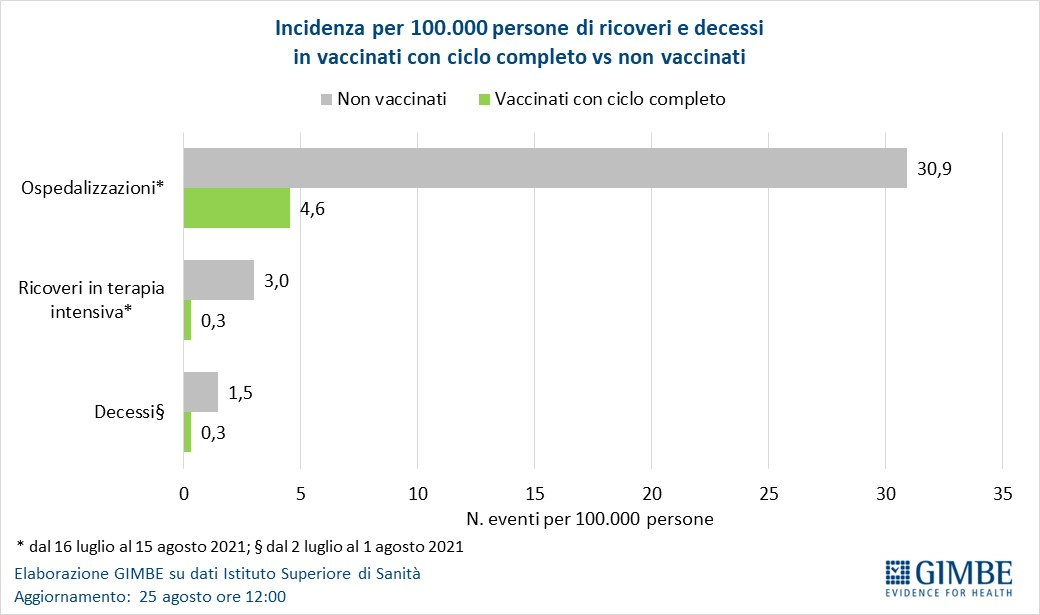 Incidenza per 100.000 persone di ricoveri e decessi
in vaccinati con ciclo completo vs non vaccinati
Non vaccinati
Vaccinati con ciclo completo
Ospedalizzazioni*
30,9
4,6
Ricoveri in terapia
intensiva*
3,0
0,3
Decessi§
1,5
0,3
0 5 10 15 20 25 30 35
N. eventi per 100.000 persone
* dal 16 luglio al 15 agosto 2021; § dal 2 luglio al 1 agosto 2021
Elaborazione GIMBE su dati Istituto Superiore di Sanità
Aggiornamento: 25 agosto ore 12:00
GIMBE
EVIDENCE FOR HEALTH